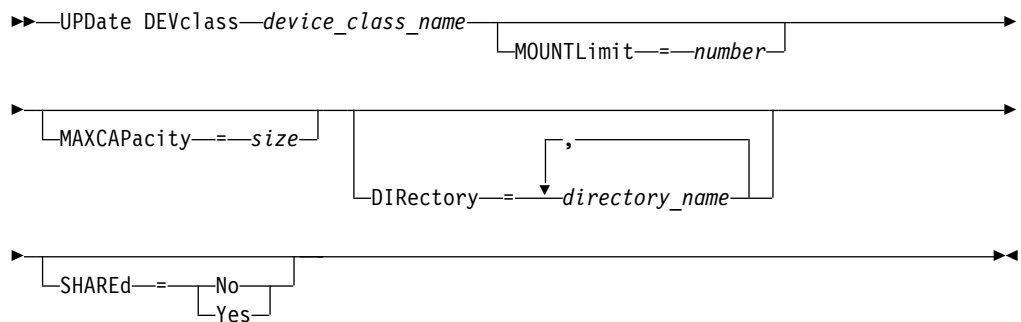 UPDate DEVclass device_class_name
MOUNTLimit = number
MAXCAPacity = size
,
DIRectory = directory_name
SHAREd = No
Yes